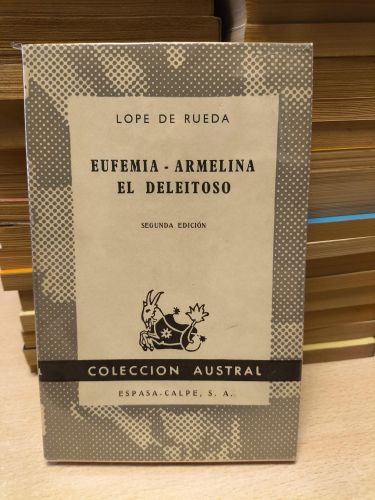 LOPE DE RUEDA
EUFEMIA - ARMELINA
EL DELEITOSO
SEGUNDA EDICIÓN
COLECCION AUSTRAL
ESPASA-CALPE, S. A.